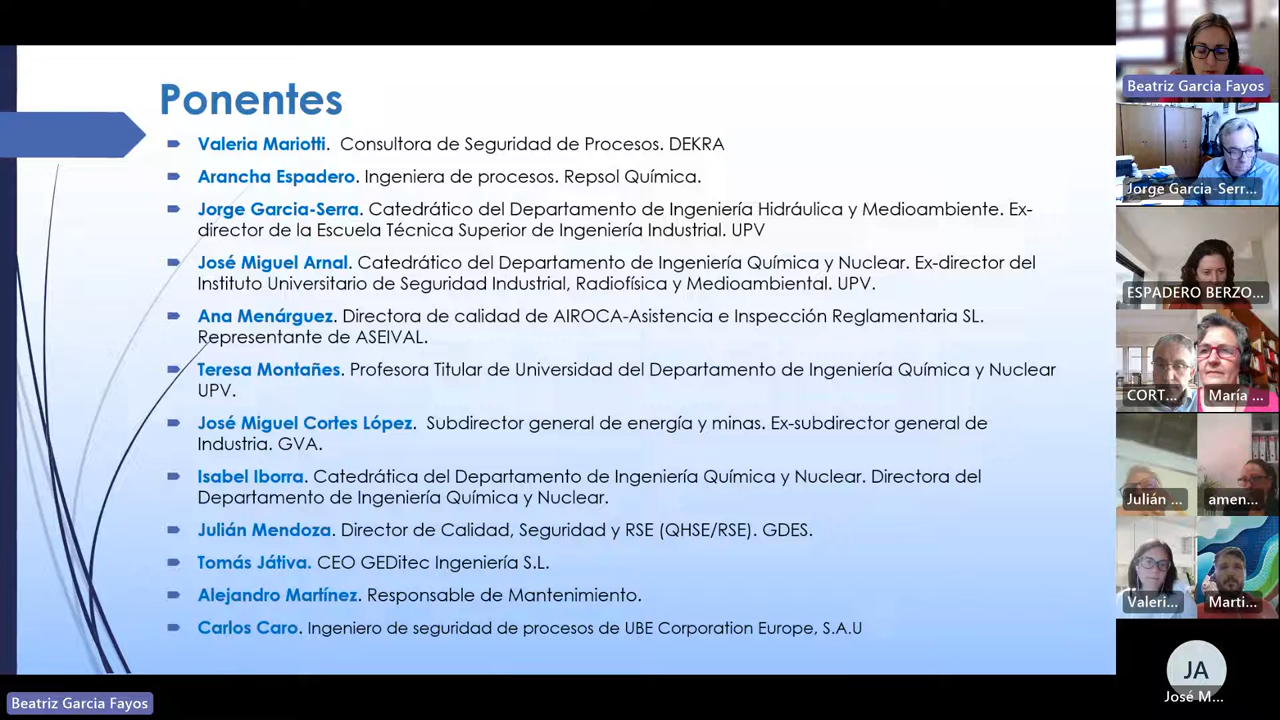 Ponentes
Valeria Mariotti. Consultora de Seguridad de Procesos. DEKRA
Arancha Espadero. Ingeniera de procesos. Repsol Química.
Jorge Garcia-Serra. Catedrático del Departamento de Ingeniería Hidráulica y Medioambiente. Ex-
director de la Escuela Técnica Superior de Ingeniería Industrial. UPV
José Miguel Arnal. Catedrático del Departamento de Ingeniería Química y Nuclear. Ex-director del
Instituto Universitario de Seguridad Industrial, Radiofísica y Medioambiental. UPV.
Ana Menárguez. Directora de calidad de AIROCA-Asistencia e Inspección Reglamentaria SL.
Representante de ASEIVAL.
Teresa Montañes. Profesora Titular de Universidad del Departamento de Ingeniería Química y Nuclear
UPV.
José Miguel Cortes López. Subdirector general de energía y minas. Ex-subdirector general de
Industria. GVA.
Isabel Iborra. Catedrática del Departamento de Ingeniería Química y Nuclear. Directora del
Departamento de Ingeniería Química y Nuclear.
Julián Mendoza. Director de Calidad, Seguridad y RSE (QHSE/RSE). GDES.
Tomás Játiva. CEO GEDitec Ingeniería S.L.
Alejandro Martínez. Responsable de Mantenimiento.
Carlos Caro. Ingeniero de seguridad de procesos de UBE Corporation Europe, S.A.U
Beatriz Garcia Fayos
Beatriz Garcia Fayos
Jorge Garcia-Serr...
ESPADERO BERZO...
CORT...
María ...
Julián ...
amen...
Valeri...
Marti...
JA
José M...